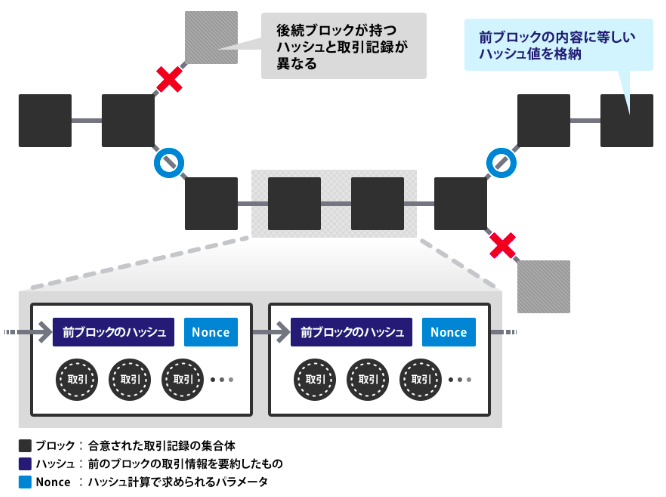 後続ブロックが持つ
ハッシュと取引記録が
異なる
前ブロックの内容に等しい
ハッシュ値を格納
前ブロックのハッシュ
Nonce
取引
取引
取引
前ブロックのハッシュ
Nonce
取引
取引
取引
ブロック：合意された取引記録の集合体
ハッシュ：前のブロックの取引情報を要約したもの
Nonce：ハッシュ計算で求められるパラメータ